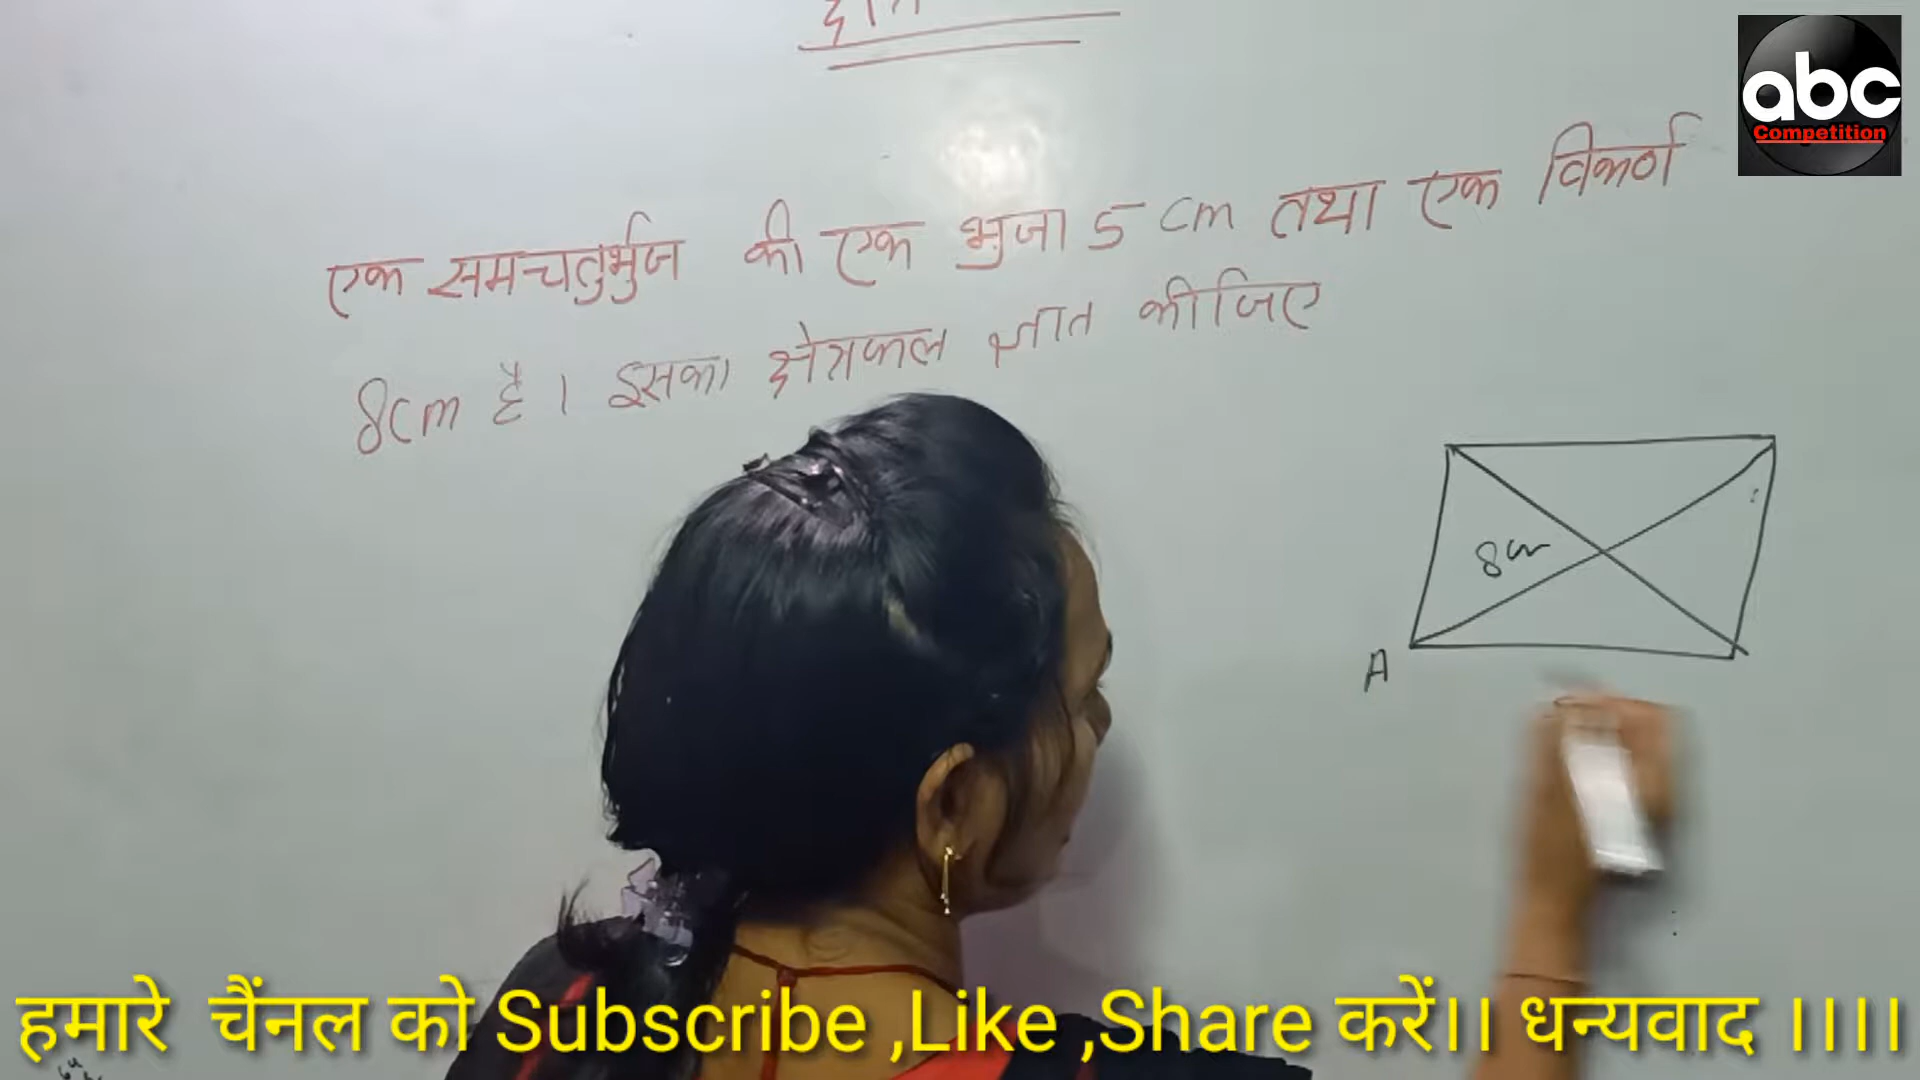 abc
Competition
एक समचतुर्भुज की एक भुजा 5 cm तथा एक विकर्ण
8cm है। इसका क्षेत्रफल ज्ञात कीजिए
8cm
A
हमारे चैंनल को Subscribe ,Like ,Share करें।। धन्यवाद ।।।।